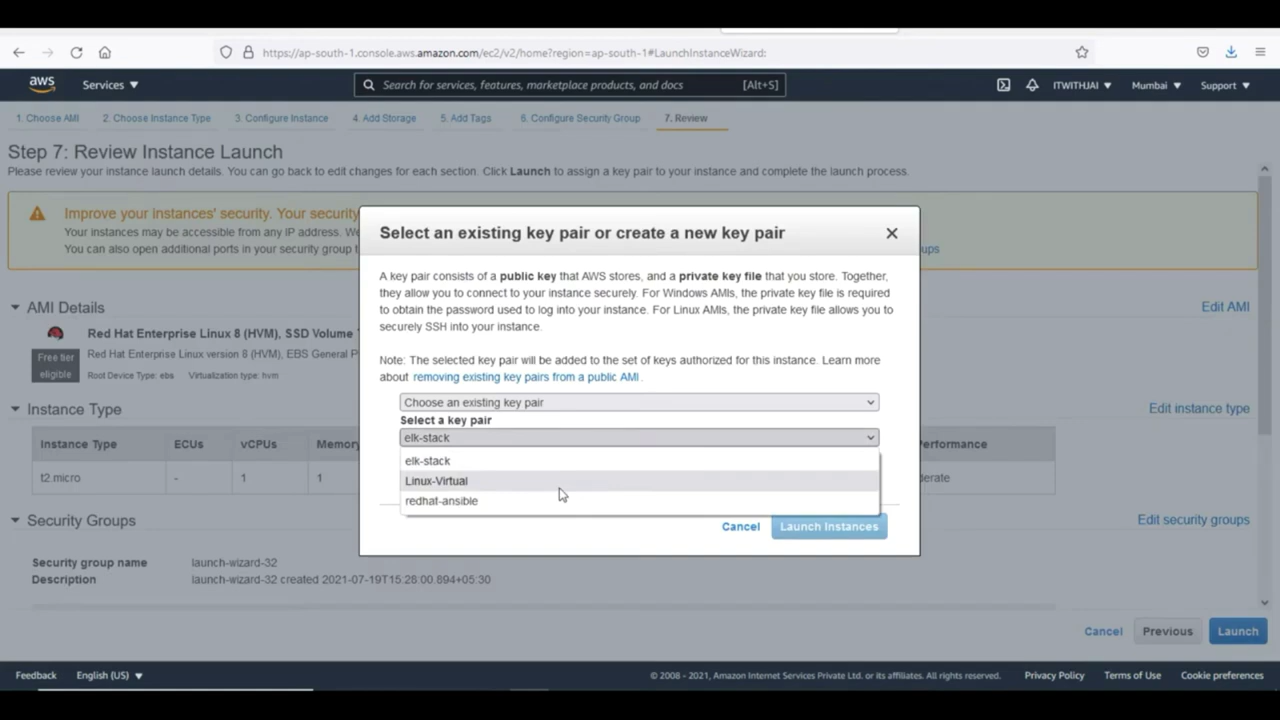 https://ap-south-1.console.aws.amazon.com/ec2/v2/home?region=ap-south-1#LaunchInstanceWizard:
aws Services Search for services, features, marketplace products, and docs [Alt+S] ITWITHJAI Mumbai Support
1. Choose AMI 2. Choose Instance Type 3. Configure Instance 4. Add Storage 5. Add Tags 6. Configure Security Group 7. Review
Step 7: Review Instance Launch
Please review your instance launch details. You can go back to edit changes for each section. Click Launch to assign a key pair to your instance and complete the launch process.
Improve your instances' security. Your security
Your instances may be accessible from any IP address. We
You can also open additional ports in your security group t
ups
Select an existing key pair or create a new key pair
A key pair consists of a public key that AWS stores, and a private key file that you store. Together,
they allow you to connect to your instance securely. For Windows AMIs, the private key file is required
to obtain the password used to log into your instance. For Linux AMIs, the private key file allows you to
securely SSH into your instance.
Note: The selected key pair will be added to the set of keys authorized for this instance. Learn more
about removing existing key pairs from a public AMI.
Choose an existing key pair
Select a key pair
elk-stack
elk-stack
Linux-Virtual
redhat-ansible
Cancel Launch Instances
AMI Details Edit AMI
Red Hat Enterprise Linux 8 (HVM), SSD Volume
Free tier
eligible
Red Hat Enterprise Linux version 8 (HVM), EBS General P
Root Device Type: ebs Virtualization type: hvm
Instance Type Edit instance type
Instance Type ECUs vCPUs Memory erformance
t2.micro - 1 1 derate
Security Groups Edit security groups
Security group name launch-wizard-32
Description launch-wizard-32 created 2021-07-19T15:28:00.894+05:30
Cancel Previous Launch
Feedback English (US) © 2008 - 2021, Amazon Internet Services Private Ltd. or its affiliates. All rights reserved. Privacy Policy Terms of Use Cookie preferences